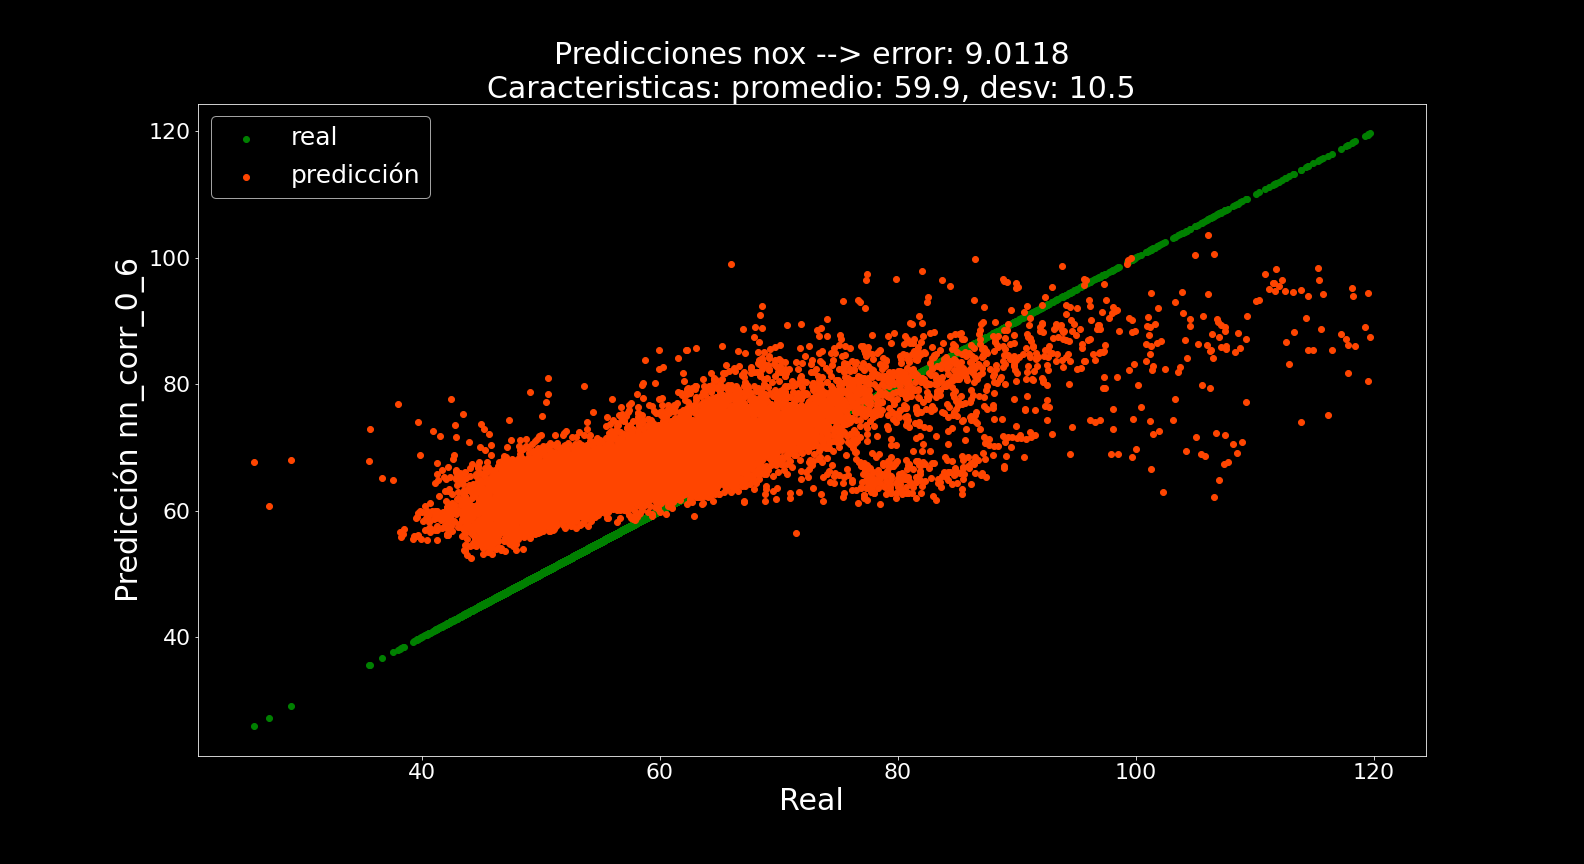 Predicciones nox --> error: 9.0118
Caracteristicas: promedio: 59.9, desv: 10.5
real
predicción
Predicción nn_corr_0_6
120
100
80
60
40
40
60
80
100
120
Real